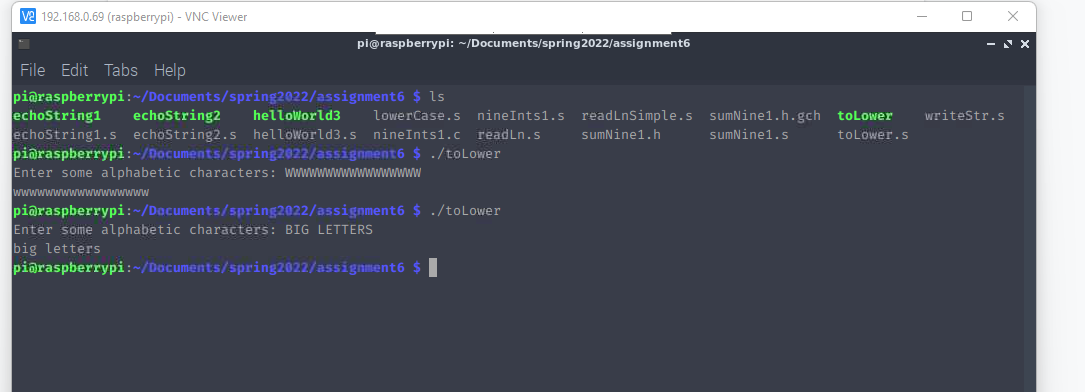 192.168.0.69 (raspberrypi) - VNC Viewer
pi@raspberrypi: ~/Documents/spring2022/assignment6
File Edit Tabs Help
pi@raspberrypi:~/Documents/spring2022/assignment6 $ ls
echoString1 echoString2 helloWorld3 lowerCase.s nineInts1.s readLnSimple.s sumNine1.h.gch toLower writeStr.s
echoString1.s echoString2.s helloWorld3.s nineInts1.c readLn.s sumNine1.h sumNine1.s toLower.s
pi@raspberrypi:~/Documents/spring2022/assignment6 $ ./toLower
Enter some alphabetic characters: WWWWWWWWWWWWWWWWW
wwwwwwwwwwwwwwwww
pi@raspberrypi:~/Documents/spring2022/assignment6 $ ./toLower
Enter some alphabetic characters: BIG LETTERS
big letters
pi@raspberrypi:~/Documents/spring2022/assignment6 $